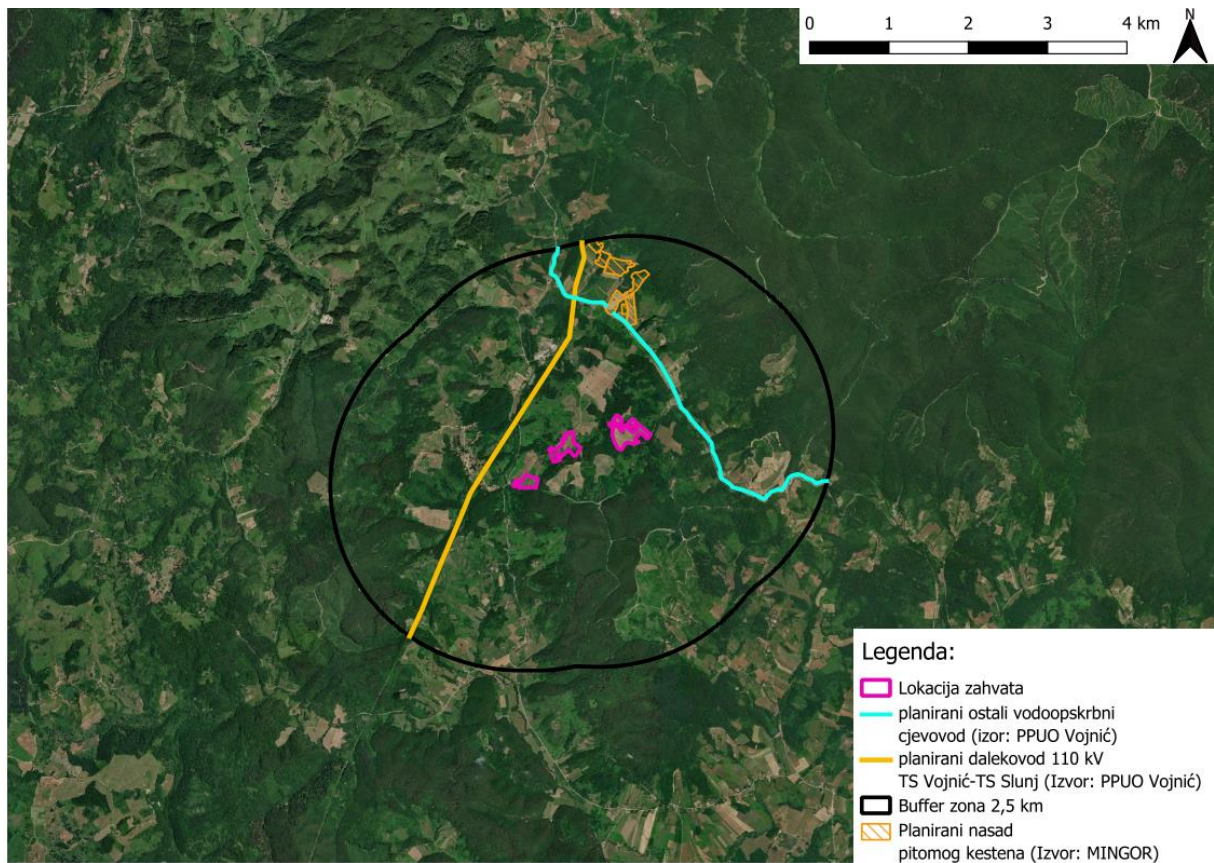 0 1 2 3 4 km
N
Legenda:
Lokacija zahvata
planirani ostali vodoopskrbni
cjevovod (izor: PPUO Vojnić)
planirani dalekovod 110 kV
TS Vojnić-TS Slunj (Izvor: PPUO Vojnić)
Buffer zona 2,5 km
Planirani nasad
pitomog kestena (Izvor: MINGOR)